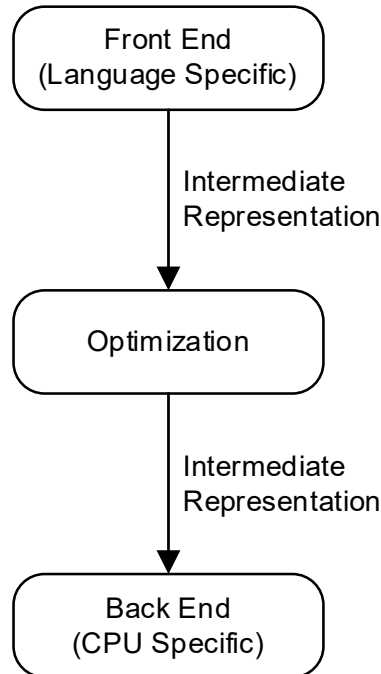 Front End
(Language Specific)
Intermediate
Representation
Optimization
Intermediate
Representation
Back End
(CPU Specific)